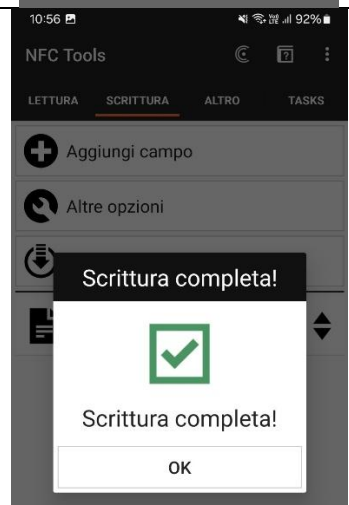 10:56 92%
NFC Tools
LETTURA SCRITTURA ALTRO TASKS
Aggiungi campo
Altre opzioni
Scrittura completa!
Scrittura completa!
OK